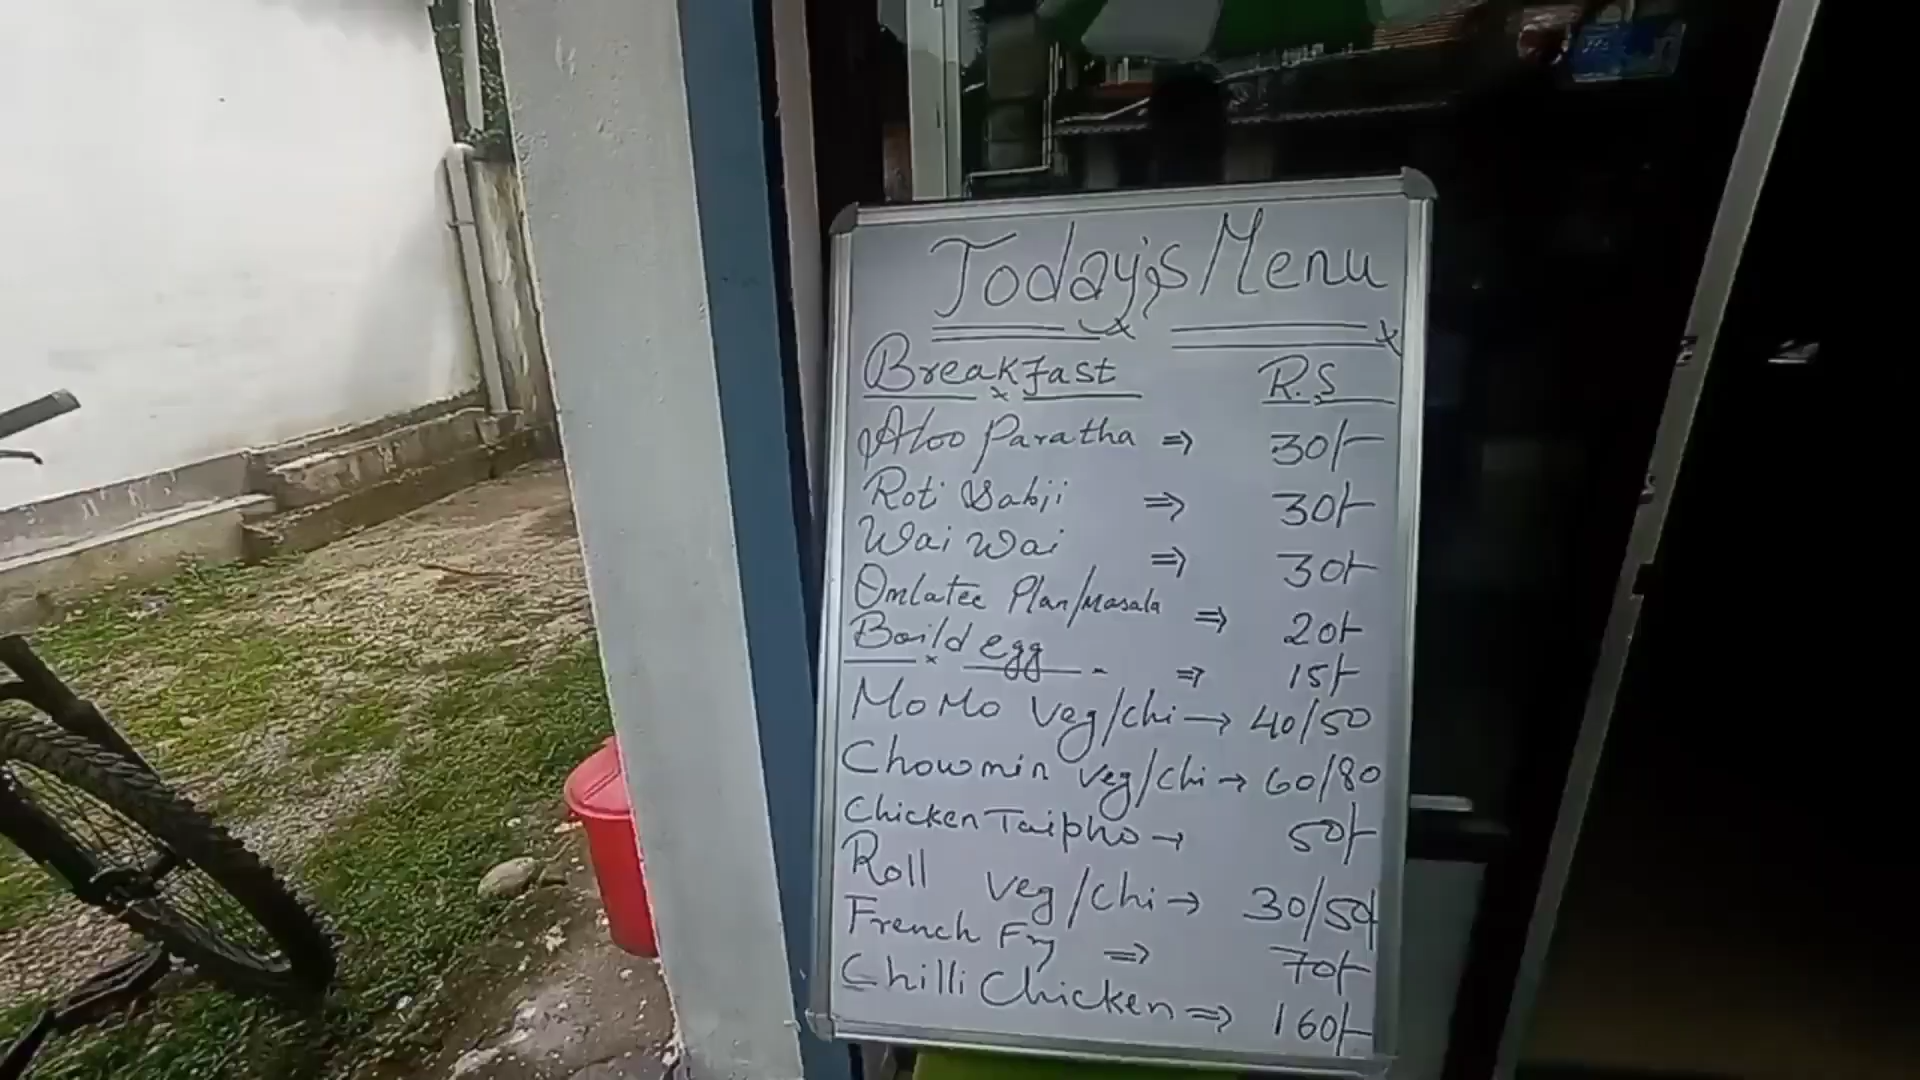 Today's Menu
Breakfast R.S
Aloo Paratha ⇒ 30/-
Roti Sabji ⇒ 30/-
Wai Wai ⇒ 30/-
Omlatee Plan/Masala ⇒ 20/-
Boild egg ⇒ 15/-
MoMo Veg/Chi → 40/50
Chowmin Veg/Chi → 60/80
Chicken Taipho → 50/-
Roll Veg/Chi → 30/50/-
French Fry ⇒ 70/-
Chilli Chicken ⇒ 160/-